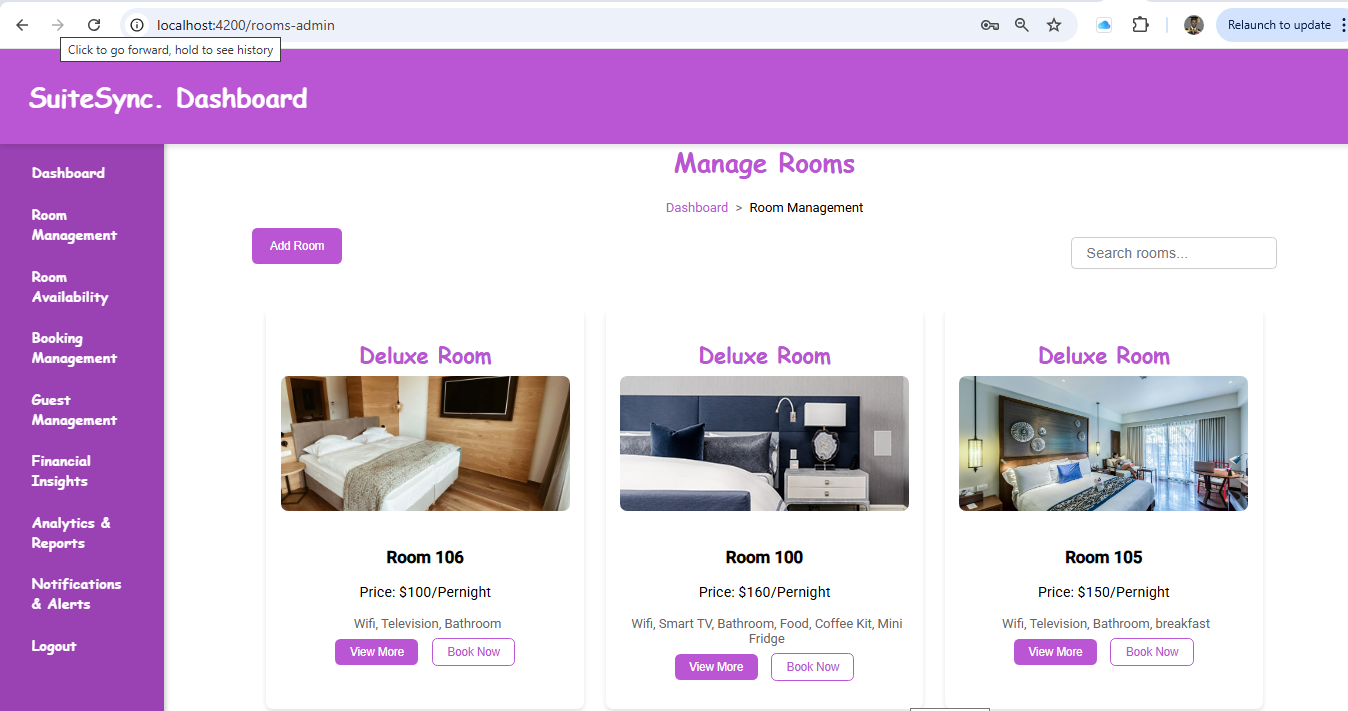 localhost:4200/rooms-admin
Relaunch to update
Click to go forward, hold to see history
SuiteSync. Dashboard
Dashboard
Room
Management
Room
Availability
Booking
Management
Guest
Management
Financial
Insights
Analytics &
Reports
Notifications
& Alerts
Logout
Manage Rooms
Dashboard > Room Management
Add Room
Search rooms...
Deluxe Room
Room 106
Price: $100/Pernight
Wifi, Television, Bathroom
View More
Book Now
Deluxe Room
Room 100
Price: $160/Pernight
Wifi, Smart TV, Bathroom, Food, Coffee Kit, Mini
Fridge
View More
Book Now
Deluxe Room
Room 105
Price: $150/Pernight
Wifi, Television, Bathroom, breakfast
View More
Book Now